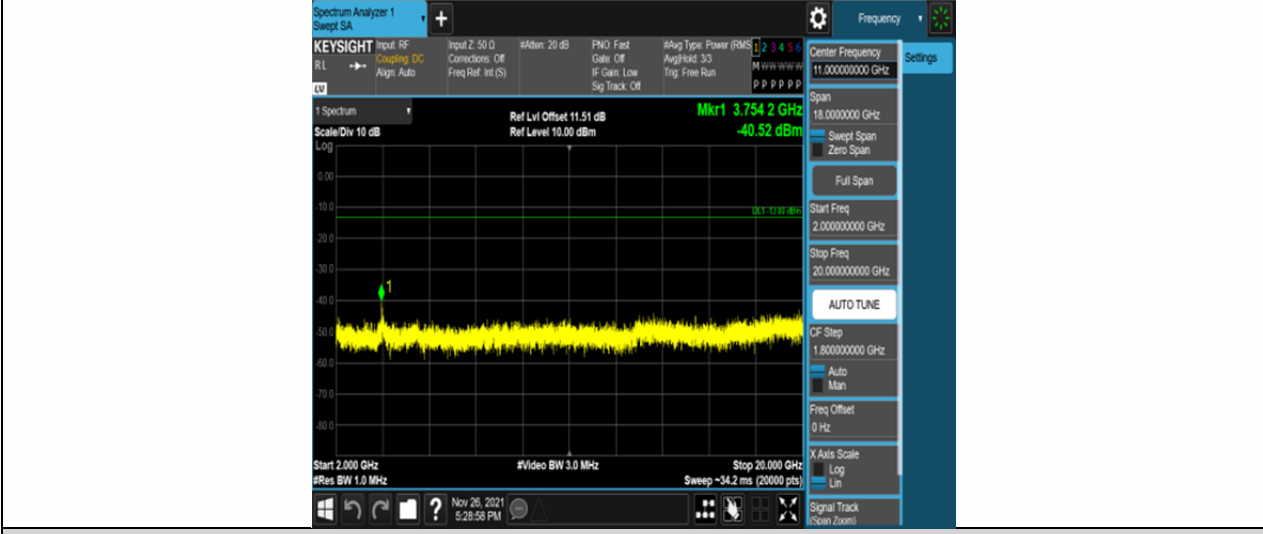 Spectrum Analyzer 1
Swept SA
+
Frequency
KEYSIGHT
RL
LXI
Input: RF
Coupling: DC
Align: Auto
Input Z: 50 Ω
Corrections: Off
Freq Ref: Int (S)
#Atten: 20 dB
PNO: Fast
Gate: Off
IF Gain: Low
Sig Track: Off
#Avg Type: Power (RMS
Avg|Hold: 3/3
Trig: Free Run
1 2 3 4 5 6
M W W W W W
P P P P P P
1 Spectrum
Scale/Div 10 dB
Ref Lvl Offset 11.51 dB
Ref Level 10.00 dBm
Mkr1 3.754 2 GHz
-40.52 dBm
Log
0.00
-10.0
DL1 -13.00 dBm
-20.0
-30.0
1
-40.0
-50.0
-60.0
-70.0
-80.0
Start 2.000 GHz
#Res BW 1.0 MHz
#Video BW 3.0 MHz
Stop 20.000 GHz
Sweep ~34.2 ms (20000 pts)
?
Nov 26, 2021
5:28:58 PM
Center Frequency
11.000000000 GHz
Settings
Span
18.0000000 GHz
Swept Span
Zero Span
Full Span
Start Freq
2.000000000 GHz
Stop Freq
20.000000000 GHz
AUTO TUNE
CF Step
1.800000000 GHz
Auto
Man
Freq Offset
0 Hz
X Axis Scale
Log
Lin
Signal Track
(Span Zoom)